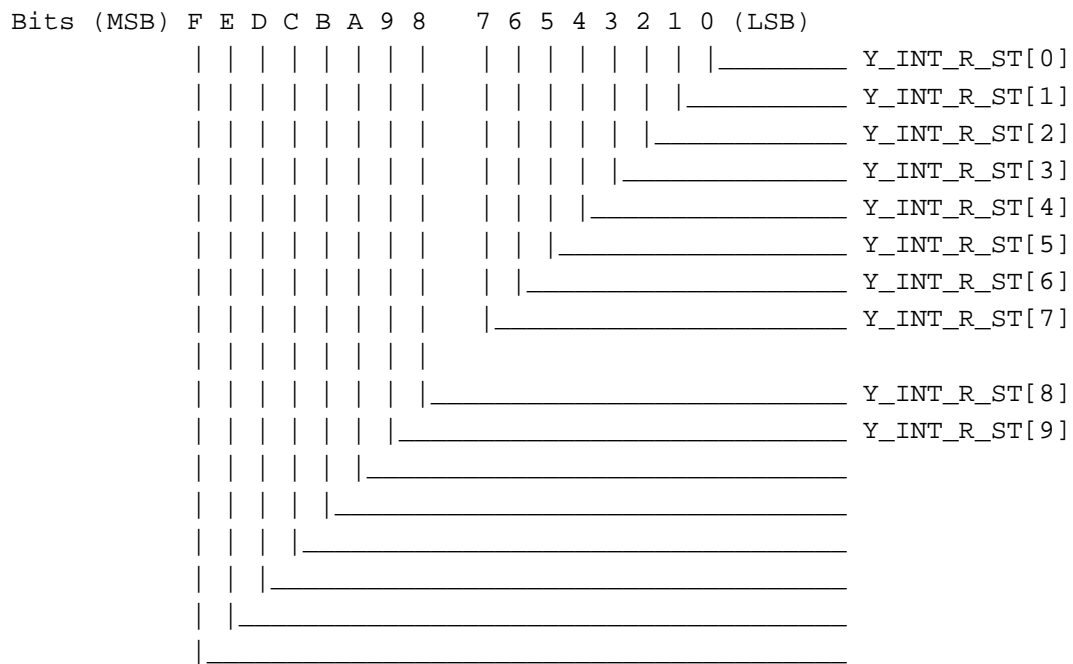 Bits (MSB) F E D C B A 9 8 7 6 5 4 3 2 1 0 (LSB)
Y_INT_R_ST[0]
Y_INT_R_ST[1]
Y_INT_R_ST[2]
Y_INT_R_ST[3]
Y_INT_R_ST[4]
Y_INT_R_ST[5]
Y_INT_R_ST[6]
Y_INT_R_ST[7]
Y_INT_R_ST[8]
Y_INT_R_ST[9]